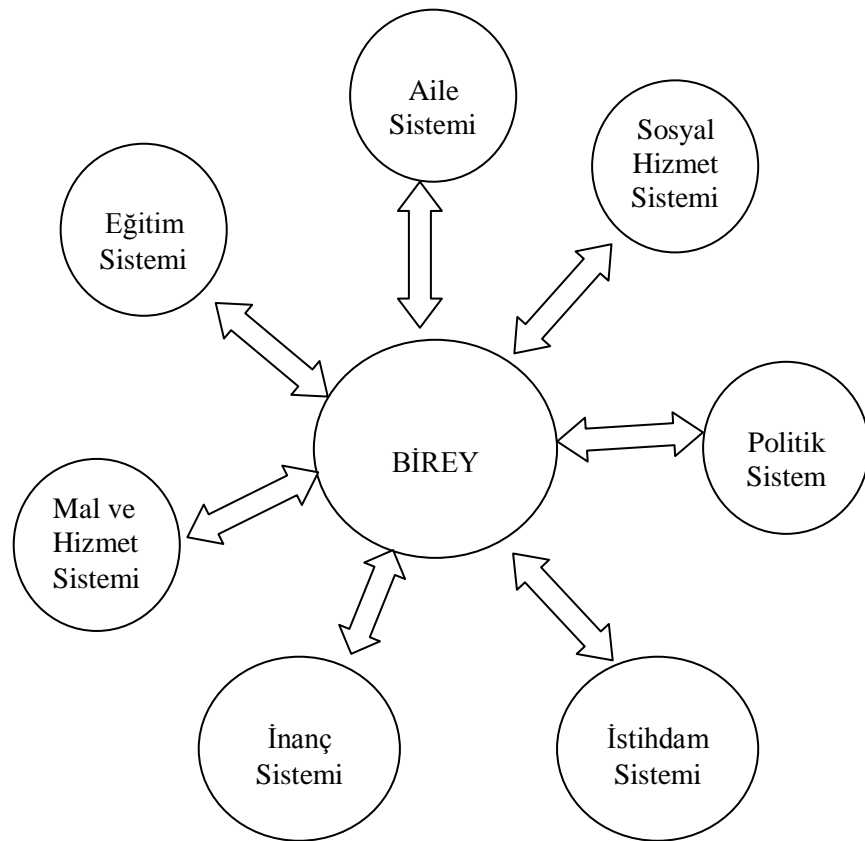 Aile
Sistemi
Sosyal
Hizmet
Sistemi
Eğitim
Sistemi
BİREY
Politik
Sistem
Mal ve
Hizmet
Sistemi
İnanç
Sistemi
İstihdam
Sistemi